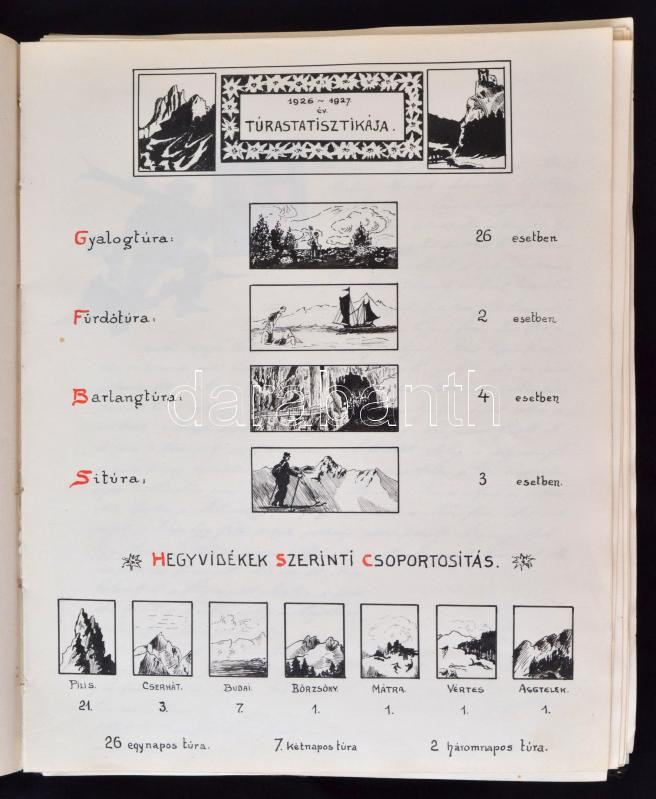 1926 ~ 1927.
ÉV.
TÚRASTATISZTIKÁJA.
Gyalogtúra: 26 esetben
Fürdőtúra: 2 esetben
Barlangtúra: 4 esetben
Sítúra: 3 esetben.
darabanth
HEGYVIDÉKEK SZERINTI CSOPORTOSÍTÁS.
PILIS. CSERHÁT. BUDAI. BÖRZSÖNY. MÁTRA. VÉRTES AGGTELEK.
21. 3. 7. 1. 1. 1. 1.
26 egynapos túra. 7. kétnapos túra 2 háromnapos túra.